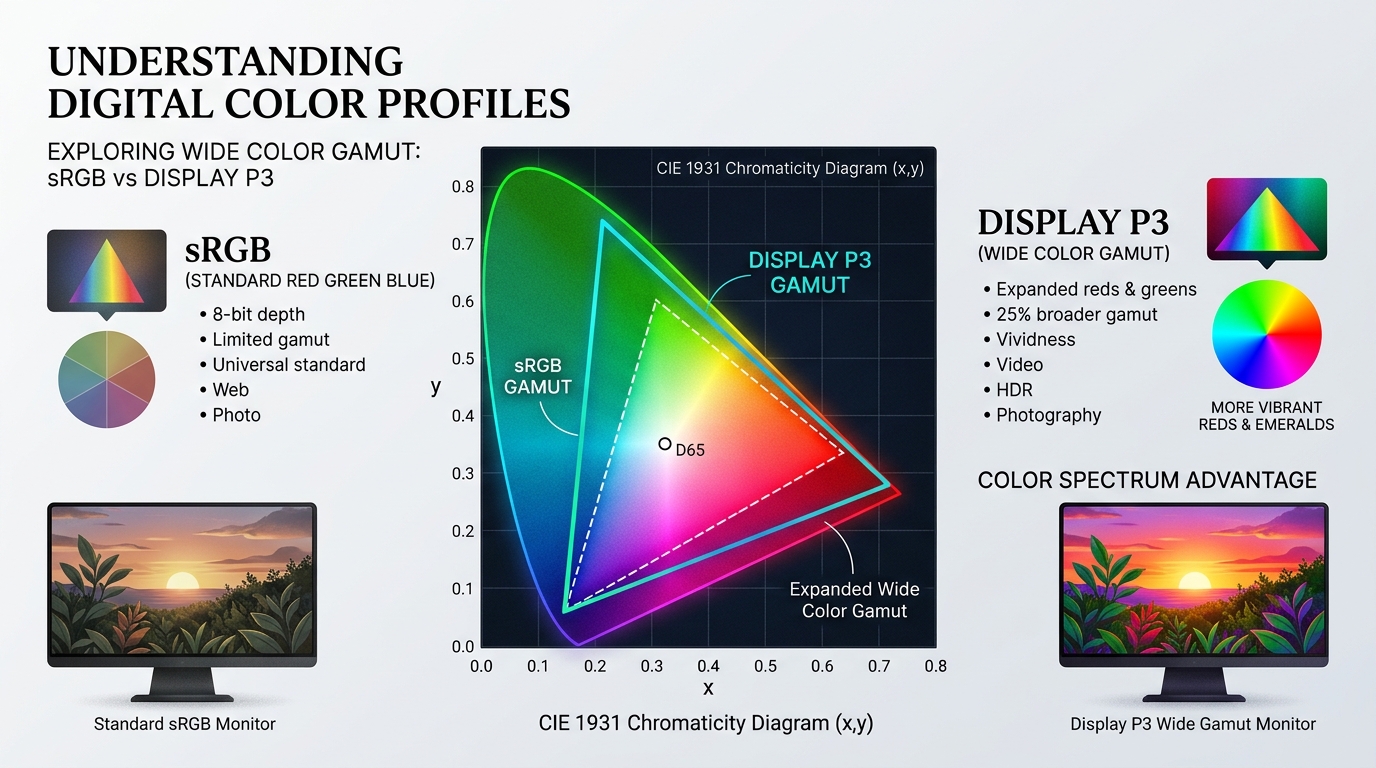 UNDERSTANDING
DIGITAL COLOR PROFILES
EXPLORING WIDE COLOR GAMUT:
sRGB vs DISPLAY P3
sRGB
(STANDARD RED GREEN BLUE)
• 8-bit depth
• Limited gamut
• Universal standard
• Web
• Photo
Standard sRGB Monitor
CIE 1931 Chromaticity Diagram (x,y)
DISPLAY P3
GAMUT
sRGB
GAMUT
D65
Expanded Wide
Color Gamut
y
0.8
0.7
0.6
0.5
0.4
0.3
0.2
0.1
0.0
0.0 0.1 0.2 0.3 0.4 0.5 0.6 0.7 0.8
x
CIE 1931 Chromaticity Diagram (x,y)
DISPLAY P3
(WIDE COLOR GAMUT)
• Expanded reds & greens
• 25% broader gamut
• Vividness
• Video
• HDR
• Photography
MORE VIBRANT
REDS & EMERALDS
COLOR SPECTRUM ADVANTAGE
Display P3 Wide Gamut Monitor